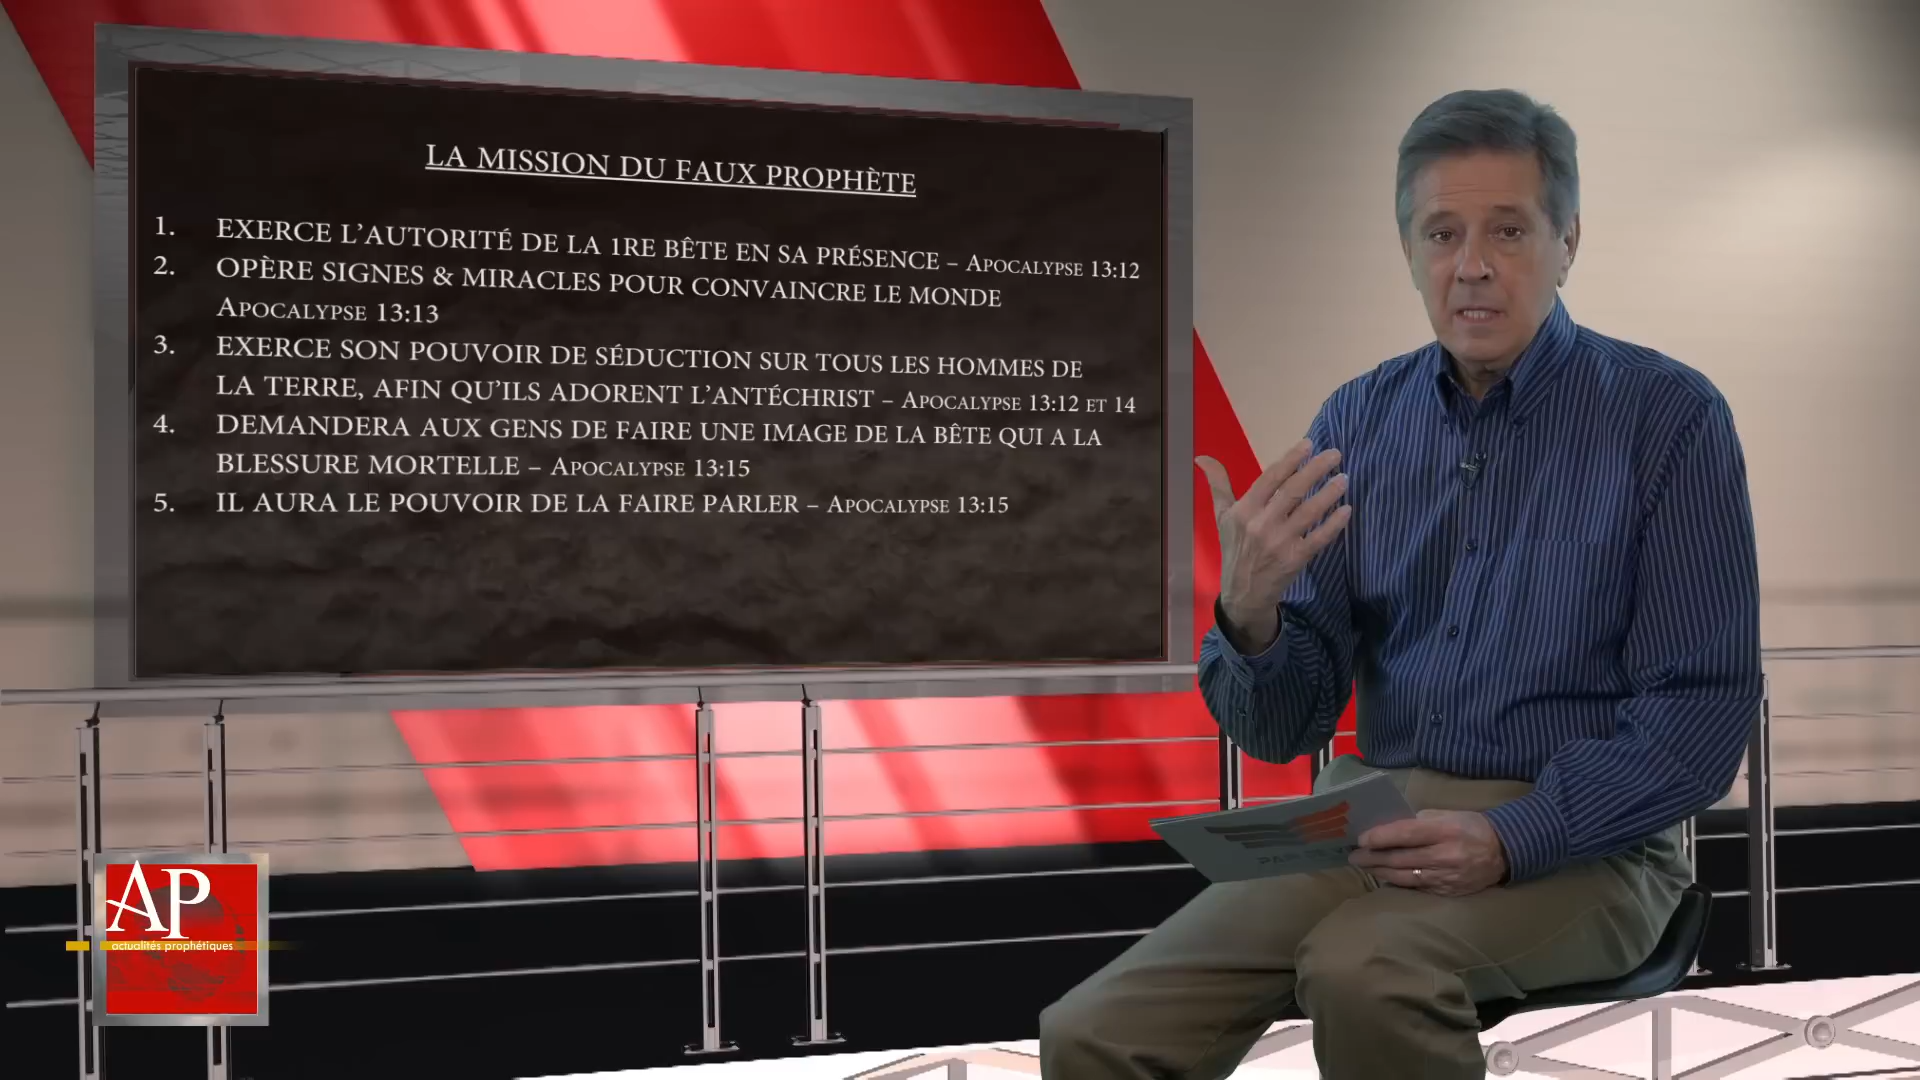 LA MISSION DU FAUX PROPHÈTE
1. EXERCE L'AUTORITÉ DE LA 1RE BÊTE EN SA PRÉSENCE – APOCALYPSE 13:12
2. OPÈRE SIGNES & MIRACLES POUR CONVAINCRE LE MONDE
APOCALYPSE 13:13
3. EXERCE SON POUVOIR DE SÉDUCTION SUR TOUS LES HOMMES DE
LA TERRE, AFIN QU'ILS ADORENT L'ANTÉCHRIST – APOCALYPSE 13:12 ET 14
4. DEMANDERA AUX GENS DE FAIRE UNE IMAGE DE LA BÊTE QUI A LA
BLESSURE MORTELLE – APOCALYPSE 13:15
5. IL AURA LE POUVOIR DE LA FAIRE PARLER – APOCALYPSE 13:15
AP
actualités prophétiques